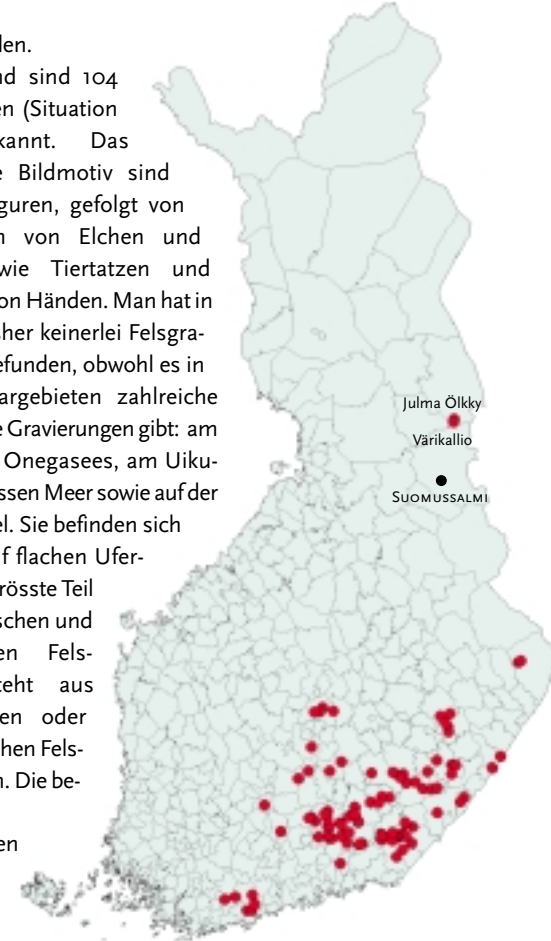 len.
nd sind 104
en (Situation
kannt. Das
e Bildmotiv sind
guren, gefolgt von
n von Elchen und
wie Tiertatzen und
on Händen. Man hat in
sher keinerlei Felsgra-
efunden, obwohl es in
argebieten zahlreiche
e Gravierungen gibt: am
Onegasees, am Uiku-
ssen Meer sowie auf der
el. Sie befinden sich
uf flachen Ufer-
rösste Teil
schen und
en Fels-
teht aus
en oder
chen Fels-
n. Die be-
en
Julma Ölkky
Värikallio
Suomussalmi